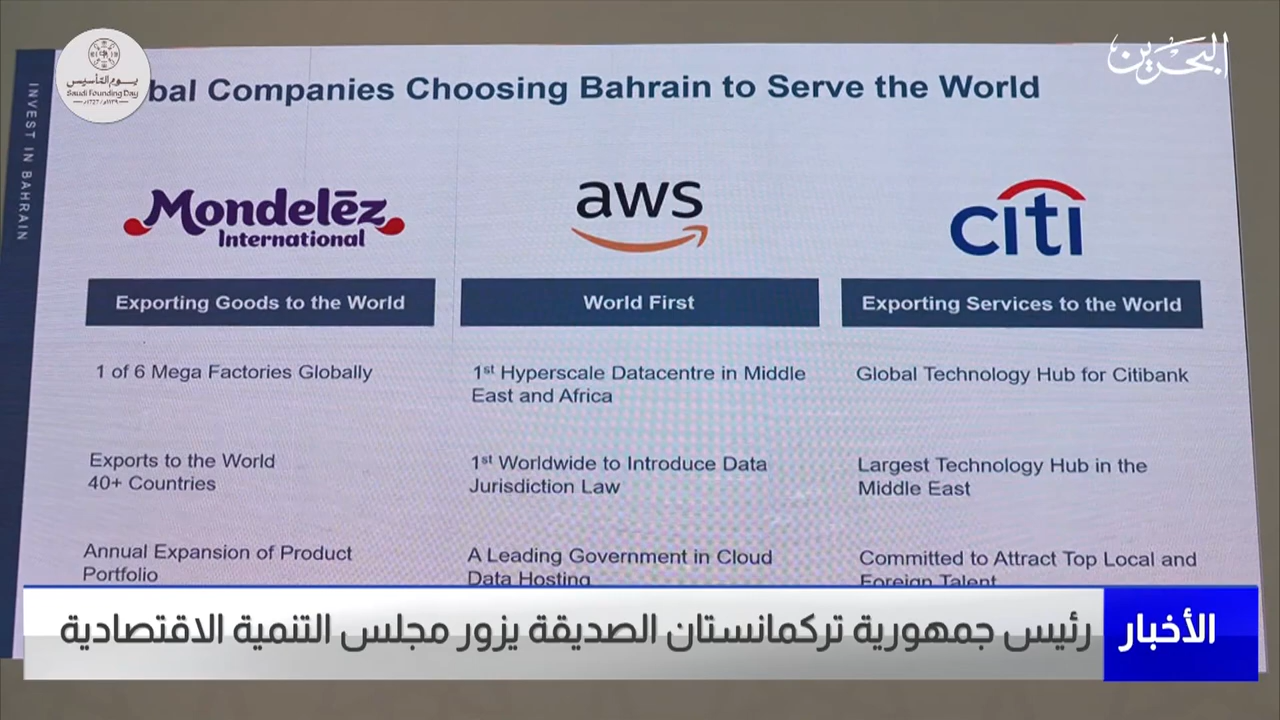 يوم التأسيس
Saudi Founding Day
البحرين
INVEST IN BAHRAIN
bal Companies Choosing Bahrain to Serve the World
Mondelēz
International
aws
citi
Exporting Goods to the World
World First
Exporting Services to the World
1 of 6 Mega Factories Globally
1st Hyperscale Datacentre in Middle
East and Africa
Global Technology Hub for Citibank
Exports to the World
40+ Countries
1st Worldwide to Introduce Data
Jurisdiction Law
Largest Technology Hub in the
Middle East
Annual Expansion of Product
Portfolio
A Leading Government in Cloud
Data Hosting
Committed to Attract Top Local and
Foreign Talent
الأخبار
رئيس جمهورية تركمانستان الصديقة يزور مجلس التنمية الاقتصادية